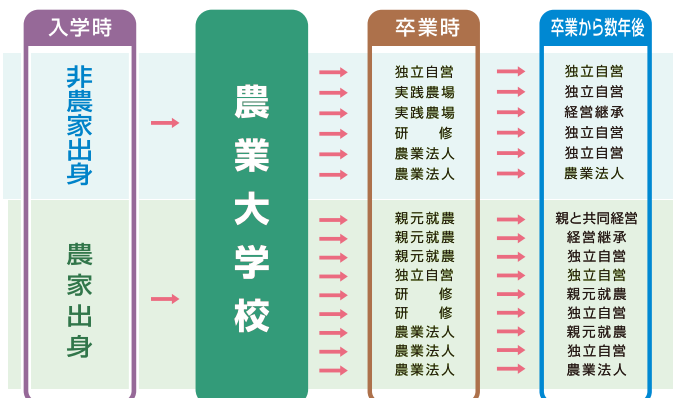 入学時
卒業時
卒業から数年後
非農家出身
農業大学校
独立自営 独立自営
実践農場 独立自営
実践農場 経営継承
研　修 独立自営
農業法人 独立自営
農業法人 農業法人
農家出身
親元就農 親と共同経営
親元就農 経営継承
親元就農 独立自営
独立自営 独立自営
研　修 親元就農
研　修 独立自営
農業法人 親元就農
農業法人 独立自営
農業法人 農業法人